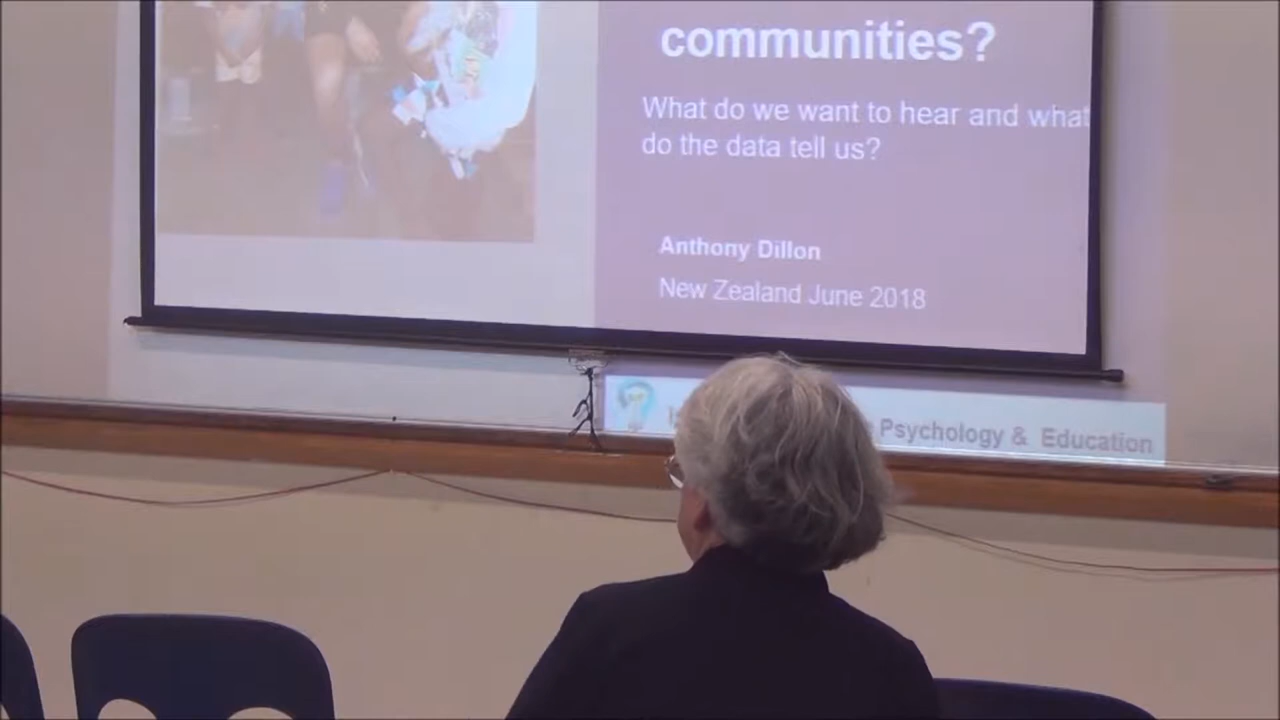 communities?
What do we want to hear and what
do the data tell us?
Anthony Dillon
New Zealand June 2018
Psychology & Education